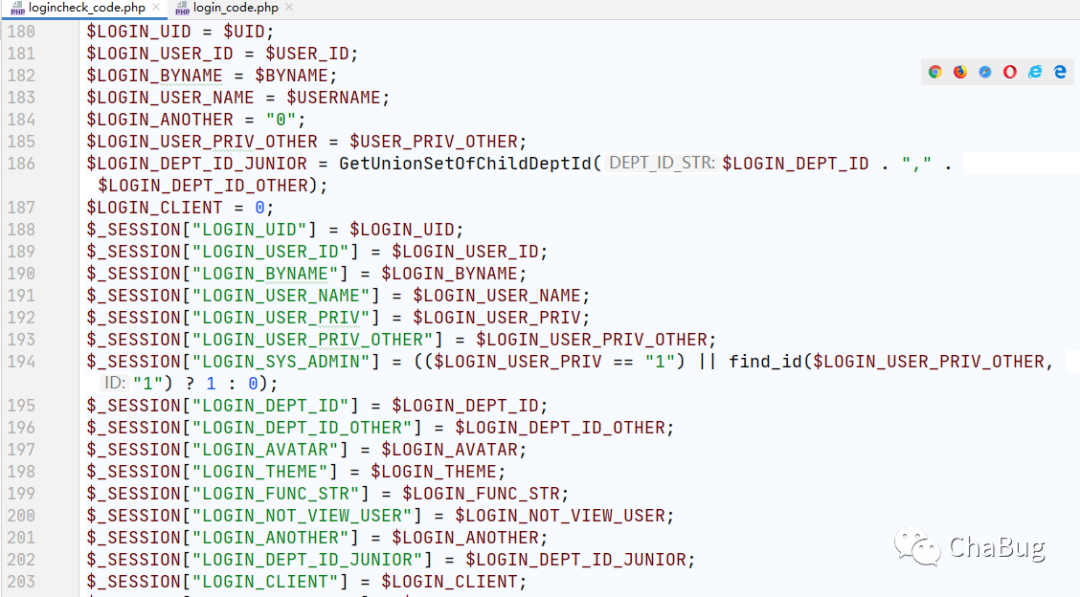 logincheck_code.php × login_code.php ×
180 $LOGIN_UID = $UID;
181 $LOGIN_USER_ID = $USER_ID;
182 $LOGIN_BYNAME = $BYNAME;
183 $LOGIN_USER_NAME = $USERNAME;
184 $LOGIN_ANOTHER = "0";
185 $LOGIN_USER_PRIV_OTHER = $USER_PRIV_OTHER;
186 $LOGIN_DEPT_ID_JUNIOR = GetUnionSetOfChildDeptId( DEPT_ID_STR: $LOGIN_DEPT_ID . "," .
$LOGIN_DEPT_ID_OTHER);
187 $LOGIN_CLIENT = 0;
188 $_SESSION["LOGIN_UID"] = $LOGIN_UID;
189 $_SESSION["LOGIN_USER_ID"] = $LOGIN_USER_ID;
190 $_SESSION["LOGIN_BYNAME"] = $LOGIN_BYNAME;
191 $_SESSION["LOGIN_USER_NAME"] = $LOGIN_USER_NAME;
192 $_SESSION["LOGIN_USER_PRIV"] = $LOGIN_USER_PRIV;
193 $_SESSION["LOGIN_USER_PRIV_OTHER"] = $LOGIN_USER_PRIV_OTHER;
194 $_SESSION["LOGIN_SYS_ADMIN"] = (($LOGIN_USER_PRIV == "1") || find_id($LOGIN_USER_PRIV_OTHER,
ID: "1") ? 1 : 0);
195 $_SESSION["LOGIN_DEPT_ID"] = $LOGIN_DEPT_ID;
196 $_SESSION["LOGIN_DEPT_ID_OTHER"] = $LOGIN_DEPT_ID_OTHER;
197 $_SESSION["LOGIN_AVATAR"] = $LOGIN_AVATAR;
198 $_SESSION["LOGIN_THEME"] = $LOGIN_THEME;
199 $_SESSION["LOGIN_FUNC_STR"] = $LOGIN_FUNC_STR;
200 $_SESSION["LOGIN_NOT_VIEW_USER"] = $LOGIN_NOT_VIEW_USER;
201 $_SESSION["LOGIN_ANOTHER"] = $LOGIN_ANOTHER;
202 $_SESSION["LOGIN_DEPT_ID_JUNIOR"] = $LOGIN_DEPT_ID_JUNIOR;
203 $_SESSION["LOGIN_CLIENT"] = $LOGIN_CLIENT;
ChaBug